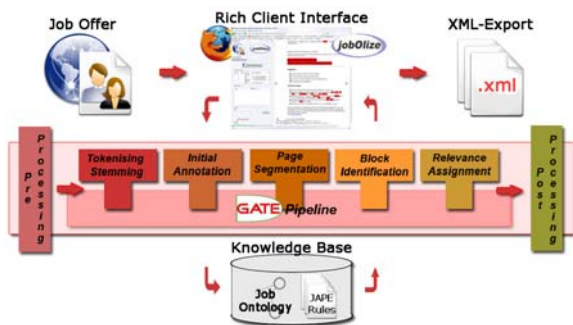 Job Offer
Rich Client Interface
XML-Export
jobOlize
.xml
Pre
Processing
Tokenising
Stemming
Initial
Annotation
Page
Segmentation
Block
Identification
Relevance
Assignment
Post
Processing
GATE Pipeline
Knowledge Base
Job
Ontology
JAPE
Rules